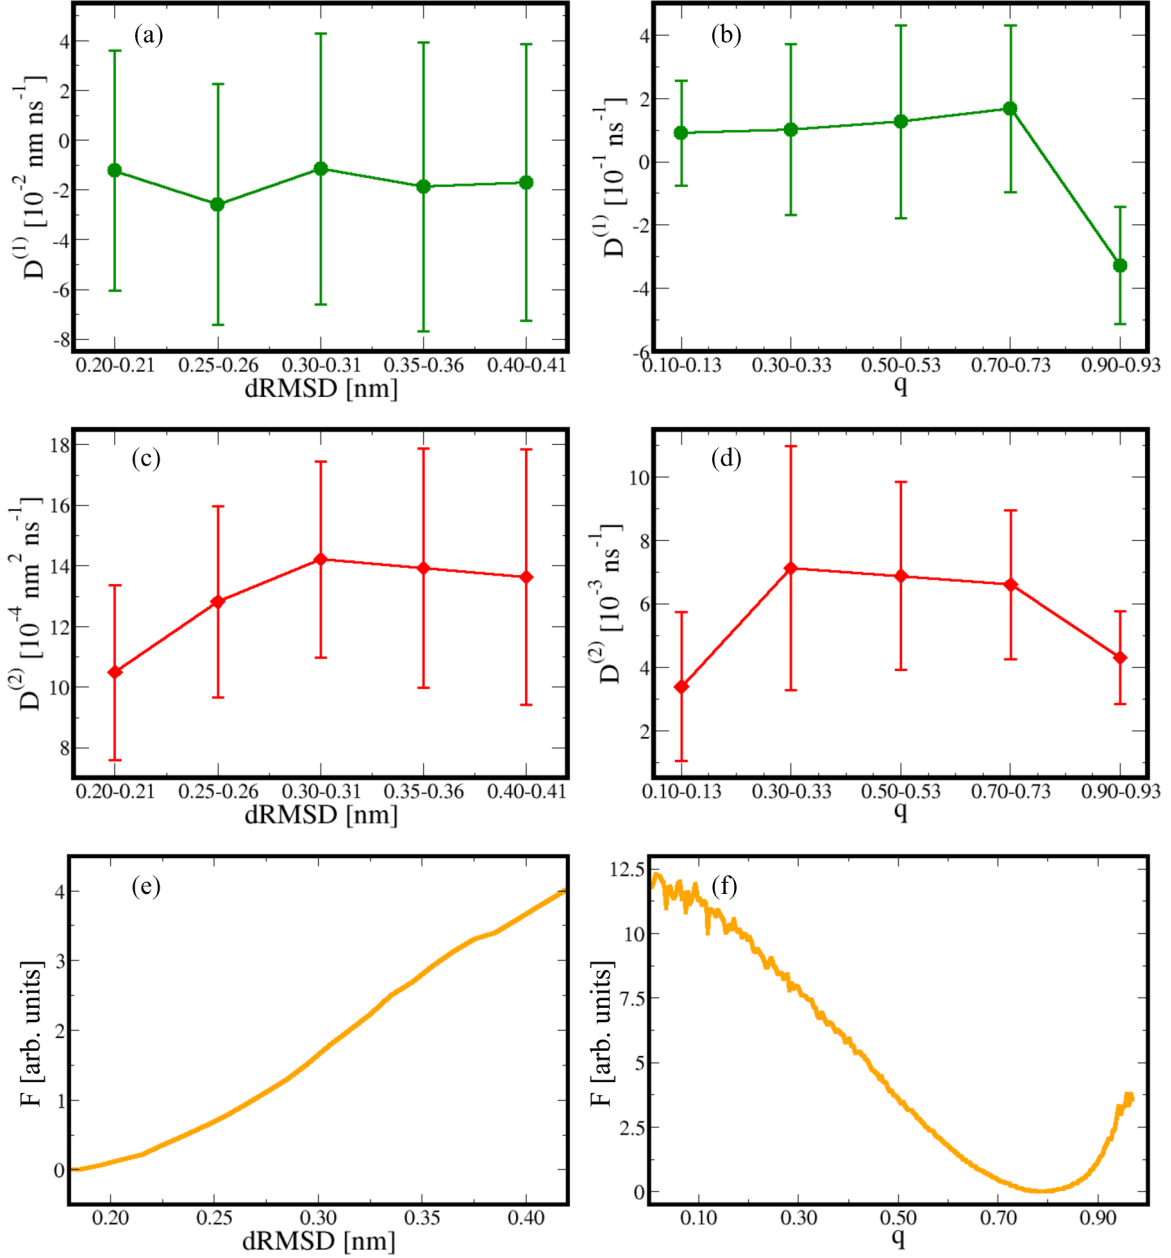 (a)
4
2
0
-2
-4
-6
-8
D(1) [10-2 nm ns-1]
0.20-0.21 0.25-0.26 0.30-0.31 0.35-0.36 0.40-0.41
dRMSD [nm]
(b)
4
2
0
-2
-4
-6
D(1) [10-1 ns-1]
0.10-0.13 0.30-0.33 0.50-0.53 0.70-0.73 0.90-0.93
q
(c)
18
16
14
12
10
8
D(2) [10-4 nm2 ns-1]
0.20-0.21 0.25-0.26 0.30-0.31 0.35-0.36 0.40-0.41
dRMSD [nm]
(d)
10
8
6
4
2
D(2) [10-3 ns-1]
0.10-0.13 0.30-0.33 0.50-0.53 0.70-0.73 0.90-0.93
q
(e)
4
3
2
1
0
F [arb. units]
0.20 0.25 0.30 0.35 0.40
dRMSD [nm]
(f)
12.5
10
7.5
5
2.5
0
F [arb. units]
0.10 0.30 0.50 0.70 0.90
q